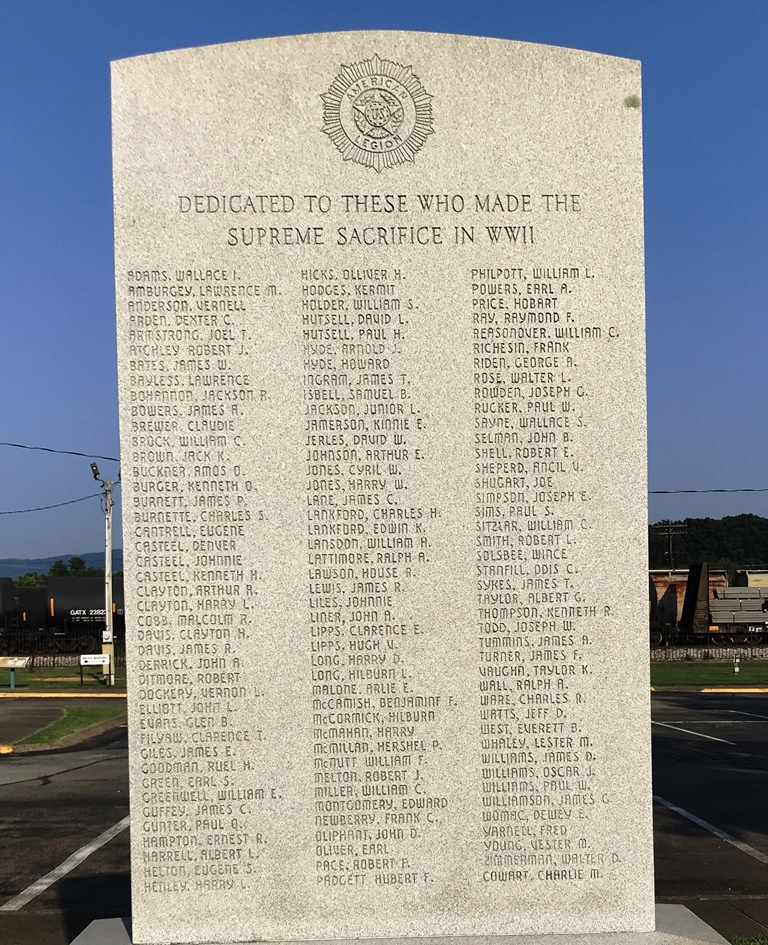 AMERICAN
US
LEGION
DEDICATED TO THESE WHO MADE THE
SUPREME SACRIFICE IN WWII
ADAMS, WALLACE I.
AMBURGEY, LAWRENCE M.
ANDERSON, VERNELL
ARDEN, DEXTER C.
ARMSTRONG, JOEL T.
ATCHLEY ROBERT J.
BATES, JAMES W.
BAYLESS, LAWRENCE
BOHANNON, JACKSON R.
BOWERS, JAMES A.
BREWER, CLAUDIE
BROCK, WILLIAM C.
BROWN, JACK K.
BUCKNER, AMOS O.
BURGER, KENNETH O.
BURNETT, JAMES P.
BURNETTE, CHARLES S.
CANTRELL, EUGENE
CASTEEL, DENVER
CASTEEL, JOHNNIE
CASTEEL, KENNETH H.
CLAYTON, ARTHUR R.
CLAYTON, HARRY L.
COBB, MALCOLM R.
DAVIS, CLAYTON H.
DAVIS, JAMES R.
DERRICK, JOHN A.
DITMORE, ROBERT
DOCKERY, VERNON L.
ELLIOTT, JOHN L.
EVANS, GLEN B.
FILYAW, CLARENCE T.
GILES, JAMES E.
GOODMAN, RUEL H.
GREEN, EARL S.
GREENWELL, WILLIAM E.
GUFFEY, JAMES C.
GUNTER, PAUL O.
HAMPTON, ERNEST R.
HARRELL, ALBERT L.
HELTON, EUGENE S.
HENLEY, HARRY L.
HICKS, OLLIVER H.
HODGES, KERMIT
HOLDER, WILLIAM S.
HUTSELL, DAVID L.
HUTSELL, PAUL H.
HYDE, ARNOLD J.
HYDE, HOWARD
INGRAM, JAMES T.
ISBELL, SAMUEL B.
JACKSON, JUNIOR L.
JAMERSON, KINNIE E.
JERLES, DAVID W.
JOHNSON, ARTHUR E.
JONES, CYRIL W.
JONES, HARRY W.
LANE, JAMES C.
LANKFORD, CHARLES H.
LANKFORD, EDWIN K.
LANSDON, WILLIAM H.
LATTIMORE, RALPH A.
LAWSON, HOUSE R.
LEWIS, JAMES R.
LILES, JOHNNIE
LINER, JOHN A.
LIPPS, CLARENCE E.
LIPPS, HUGH V.
LONG, HARRY D.
LONG, HILBURN L.
MALONE, ARLIE E.
McCAMISH, BENJAMINF F.
McCORMICK, HILBURN
McMAHAN, HARRY
McMILLAN, HERSHEL P.
McNUTT WILLIAM F.
MELTON, ROBERT J.
MILLER, WILLIAM C.
MONTGOMERY, EDWARD
NEWBERRY, FRANK C.
OLIPHANT, JOHN D.
OLIVER, EARL
PACE, ROBERT P.
PADGETT, HUBERT F.
PHILPOTT, WILLIAM L.
POWERS, EARL A.
PRICE, HOBART
RAY, RAYMOND F.
REASONOVER, WILLIAM C.
RICHESIN, FRANK
RIDEN, GEORGE A.
ROSE, WALTER L.
ROWDEN, JOSEPH G.
RUCKER, PAUL W.
SAYNE, WALLACE S.
SELMAN, JOHN B.
SHELL, ROBERT E.
SHEPERD, ANCIL V.
SHUGART, JOE
SIMPSON, JOSEPH E.
SIMS, PAUL S.
SITZLAR, WILLIAM C.
SMITH, ROBERT L.
SOLSBEE, WINCE
STANFILL, ODIS C.
SYKES, JAMES T.
TAYLOR, ALBERT G.
THOMPSON, KENNETH R.
TODD, JOSEPH W.
TUMMINS, JAMES A.
TURNER, JAMES F.
VAUGHN, TAYLOR K.
WALL, RALPH A.
WARE, CHARLES R.
WATTS, JEFF D.
WEST, EVERETT B.
WHALEY, LESTER M.
WILLIAMS, JAMES D.
WILLIAMS, OSCAR J.
WILLIAMS, PAUL W.
WILLIAMSON, JAMES G
WOMAC, DEWEY E.
YARNELL, FRED
YOUNG, VESTER M.
ZIMMERMAN, WALTER D.
COWART, CHARLIE M.
GATX